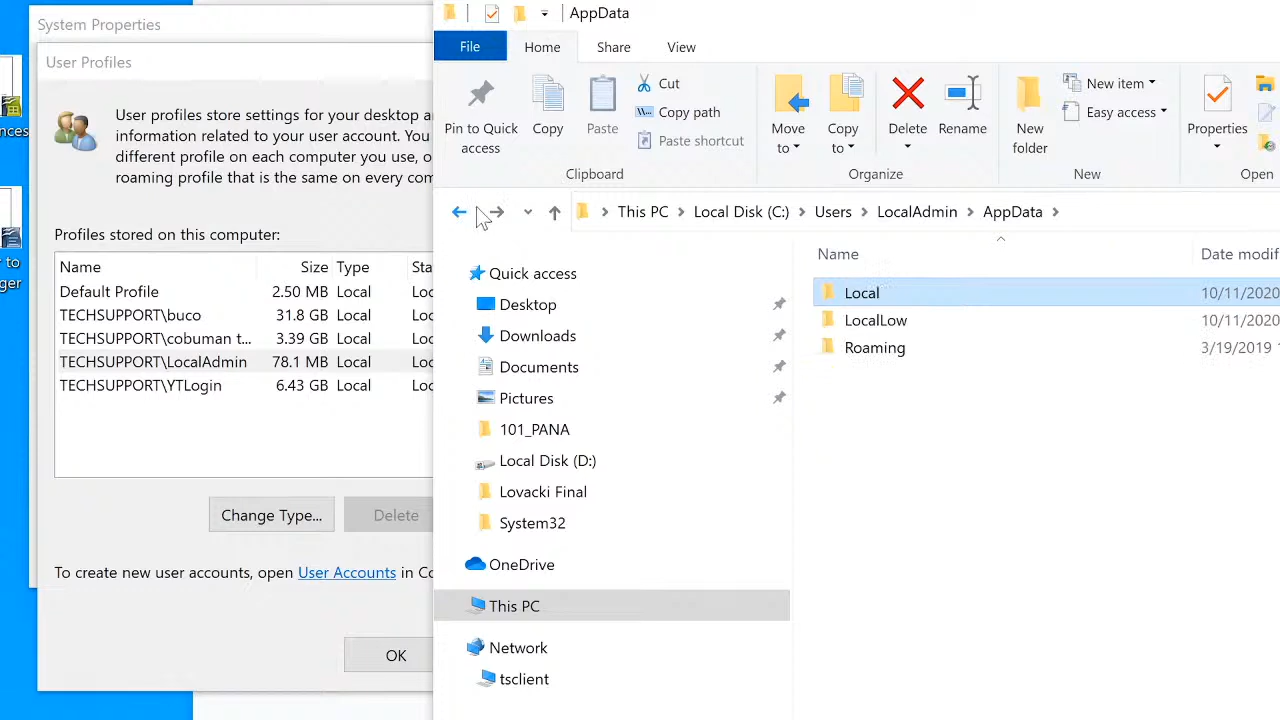 System Properties
User Profiles
User profiles store settings for your desktop a
information related to your user account. You
different profile on each computer you use, o
roaming profile that is the same on every com
Profiles stored on this computer:
Name Size Type Sta
Default Profile 2.50 MB Local Loc
TECHSUPPORT\buco 31.8 GB Local Loc
TECHSUPPORT\cobuman t... 3.39 GB Local Loc
TECHSUPPORT\LocalAdmin 78.1 MB Local Loc
TECHSUPPORT\YTLogin 6.43 GB Local Loc
Change Type... Delete
To create new user accounts, open User Accounts in Co
OK
nces
r to
ger
AppData
File Home Share View
Pin to Quick
access
Copy
Paste
Cut
Copy path
Paste shortcut
Clipboard
Move
to
Copy
to
Delete
Rename
Organize
New
folder
New item
Easy access
New
Properties
Open
This PC > Local Disk (C:) > Users > LocalAdmin > AppData >
Quick access
Desktop
Downloads
Documents
Pictures
101_PANA
Local Disk (D:)
Lovacki Final
System32
OneDrive
This PC
Network
tsclient
Name Date modif
Local 10/11/2020
LocalLow 10/11/2020
Roaming 3/19/2019 1